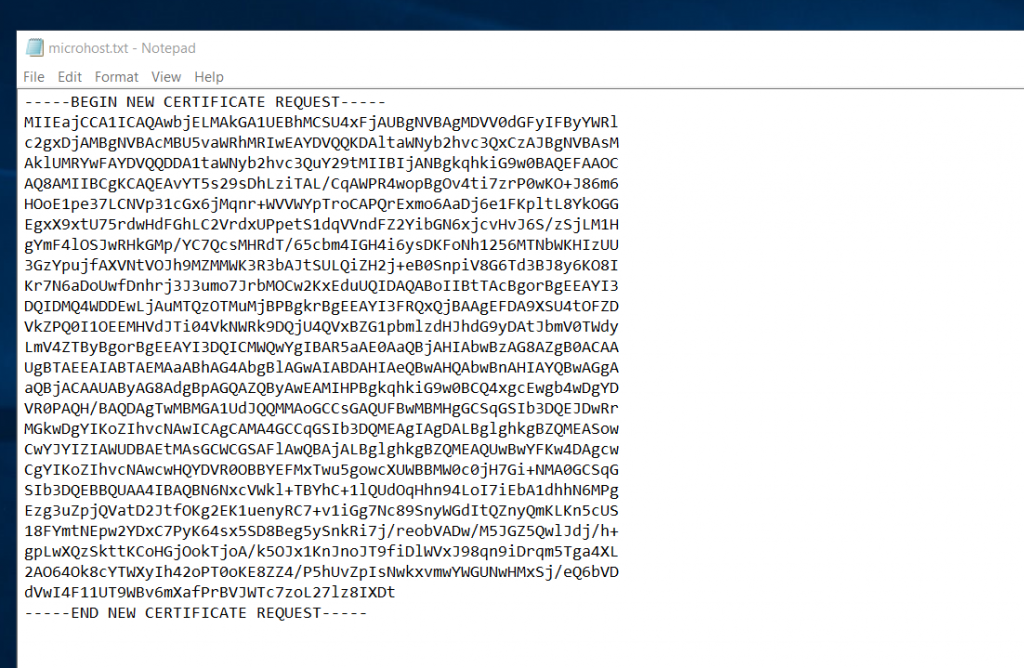 microhost.txt - Notepad
File Edit Format View Help
-----BEGIN NEW CERTIFICATE REQUEST-----
MIIEajCCA1ICAQAwbjELMAkGA1UEBhMCSU4xFjAUBgNVBAgMDVV0dGFyIFByYWRl
c2gxDjAMBgNVBAcMBU5vaWRhMRIwEAYDVQQKDAltaWNyb2hvc3QxCzAJBgNVBAsM
AklUMRYwFAYDVQQDDA1taWNyb2hvc3QuY29tMIIBIjANBgkqhkiG9w0BAQEFAAOC
AQ8AMIIBCgKCAQEAvYT5s29sDhLziTAL/CqAWPR4wopBgOv4ti7zrP0wKO+J86m6
HOoE1pe37LCNVp31cGx6jMqnr+WVVWYpTroCAPQrExmo6AaDj6e1FKpltL8YkOGG
EgxX9xtU75rdwHdFGhLC2VrdxUPpetS1dqVVndFZ2YibGN6xjcvHvJ6S/zSjLM1H
gYmF4lOSJwRHkGMp/YC7QcsMHRdT/65cbm4IGH4i6ysDKFoNh1256MTNbWKHIzUU
3GzYpujfAXVNtVOJh9MZMMWK3R3bAJtSULQiZH2j+eB0SnpiV8G6Td3BJ8y6KO8I
Kr7N6aDoUwfDnhrj3J3umo7JrbMOCw2KxEduUQIDAQABoIIBtTAcBgorBgEEAYI3
DQIDMQ4WDDEwLjAuMTQzOTMuMjBPBgkrBgEEAYI3FRQxQjBAAgEFDA9XSU4tOFZD
VkZPQ0I1OEEMHVdJTi04VkNWRk9DQjU4QVxBZG1pbmlzdHJhdG9yDAtJbmV0TWdy
LmV4ZTByBgorBgEEAYI3DQICMWQwYgIBAR5aAE0AaQBjAHIAbwBzAG8AZgB0ACAA
UgBTAEEAIABTAEMAaABhAG4AbgBlAGwAIABDAHIAeQBwAHQAbwBnAHIAYQBwAGgA
aQBjACAAUAByAG8AdgBpAGQAZQByAwEAMIHPBgkqhkiG9w0BCQ4xgcEwgb4wDgYD
VR0PAQH/BAQDAgTwMBMGA1UdJQQMMAoGCCsGAQUFBwMBMHgGCSqGSIb3DQEJDwRr
MGkwDgYIKoZIhvcNAwICAgCAMA4GCCqGSIb3DQMEAgIAgDALBglghkgBZQMEASow
CwYJYIZIAWUDBAEtMAsGCWCGSAFlAwQBAjALBglghkgBZQMEAQUwBwYFKw4DAgcw
CgYIKoZIhvcNAwcwHQYDVR0OBBYEFMxTwu5gowcXUWBBMW0c0jH7Gi+NMA0GCSqG
SIb3DQEBBQUAA4IBAQBN6NxcVWkl+TBYhC+1lQUdOqHhn94LoI7iEbA1dhhN6MPg
Ezg3uZpjQVatD2JtfOKg2EK1uenyRC7+v1iGg7Nc89SnyWGdItQZnyQmKLKn5cUS
18FYmtNEpw2YDxC7PyK64sx5SD8Beg5ySnkRi7j/reobVADw/M5JGZ5QwlJdj/h+
gpLwXQzSkttKCoHGjOokTjoA/k5OJx1KnJnoJT9fiDlWVxJ98qn9iDrqm5Tga4XL
2AO64Ok8cYTWXyIh42oPT0oKE8ZZ4/P5hUvZpIsNwkxvmwYWGUNwHMxSj/eQ6bVD
dVwI4F11UT9WBv6mXafPrBVJWTc7zoL27lz8IXDt
-----END NEW CERTIFICATE REQUEST-----